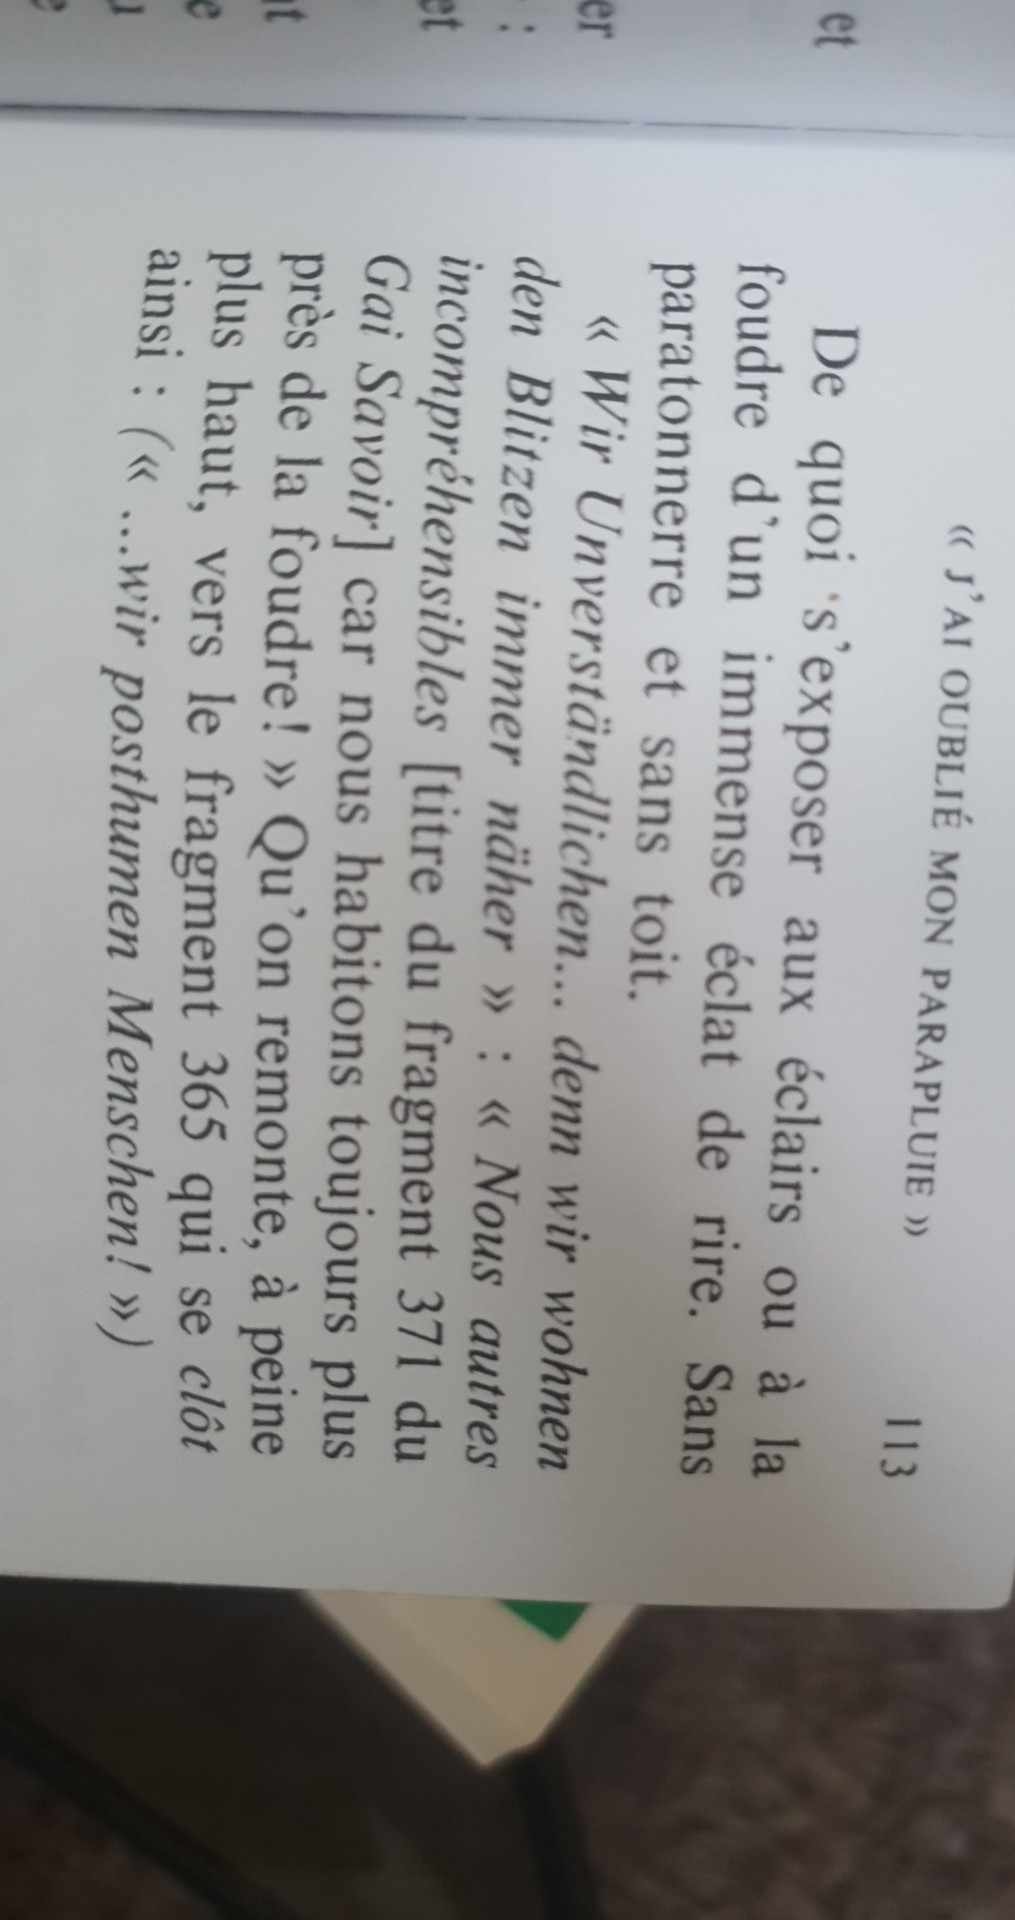 « J'AI OUBLIÉ MON PARAPLUIE » 113
De quoi s'exposer aux éclairs ou à la
foudre d'un immense éclat de rire. Sans
paratonnerre et sans toit.
« Wir Unverständlichen... denn wir wohnen
den Blitzen immer näher » : « Nous autres
incompréhensibles [titre du fragment 371 du
Gai Savoir] car nous habitons toujours plus
près de la foudre! » Qu'on remonte, à peine
plus haut, vers le fragment 365 qui se clôt
ainsi : (« ...wir posthumen Menschen! »)
et
er
:
et